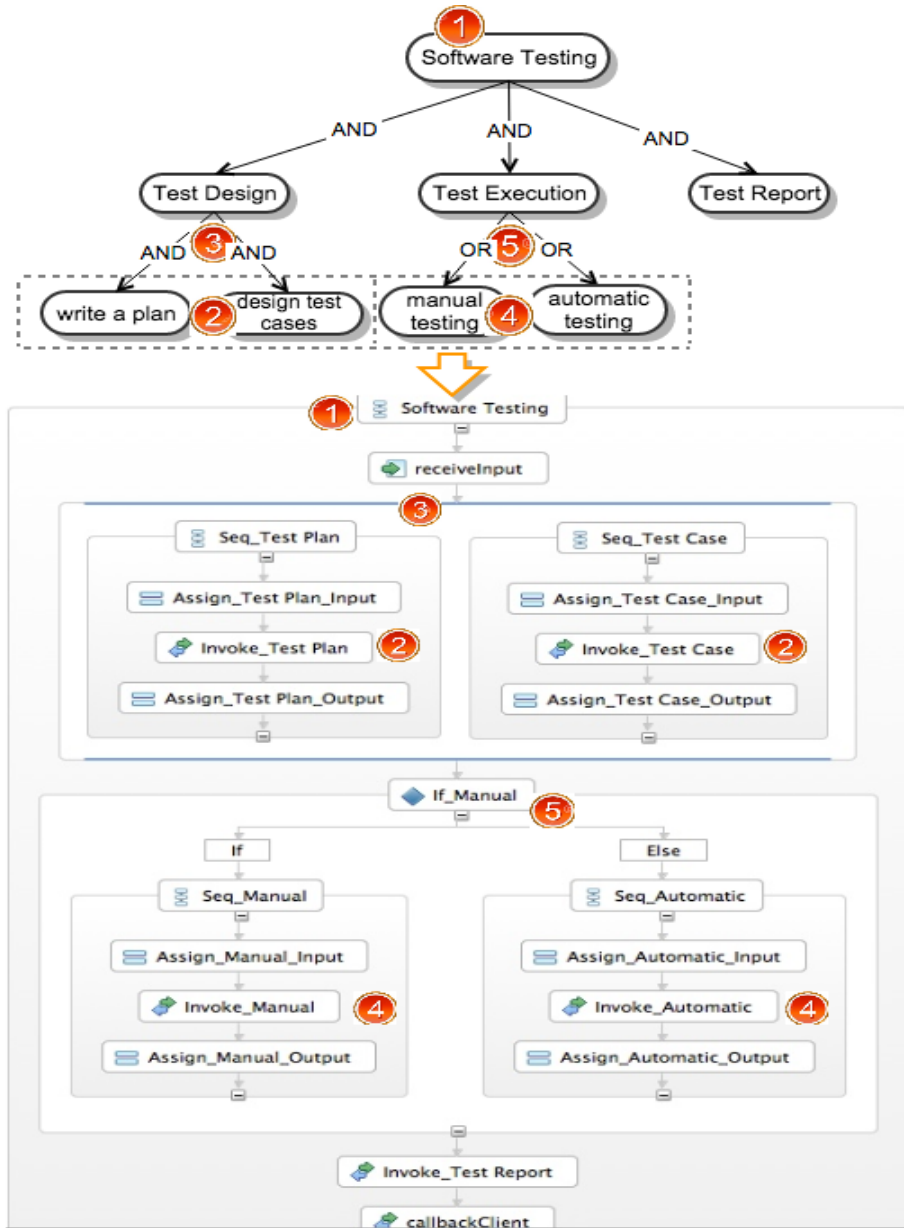 1
Software Testing
AND
AND
AND
Test Design
Test Execution
Test Report
3
5
AND
AND
OR
OR
write a plan
2
design test
cases
manual
testing
4
automatic
testing
1
Software Testing
receiveInput
3
Seq_Test Plan
Seq_Test Case
Assign_Test Plan_Input
Assign_Test Case_Input
Invoke_Test Plan
2
Invoke_Test Case
2
Assign_Test Plan_Output
Assign_Test Case_Output
If_Manual
5
If
Else
Seq_Manual
Seq_Automatic
Assign_Manual_Input
Assign_Automatic_Input
Invoke_Manual
4
Invoke_Automatic
4
Assign_Manual_Output
Assign_Automatic_Output
Invoke_Test Report
callbackClient